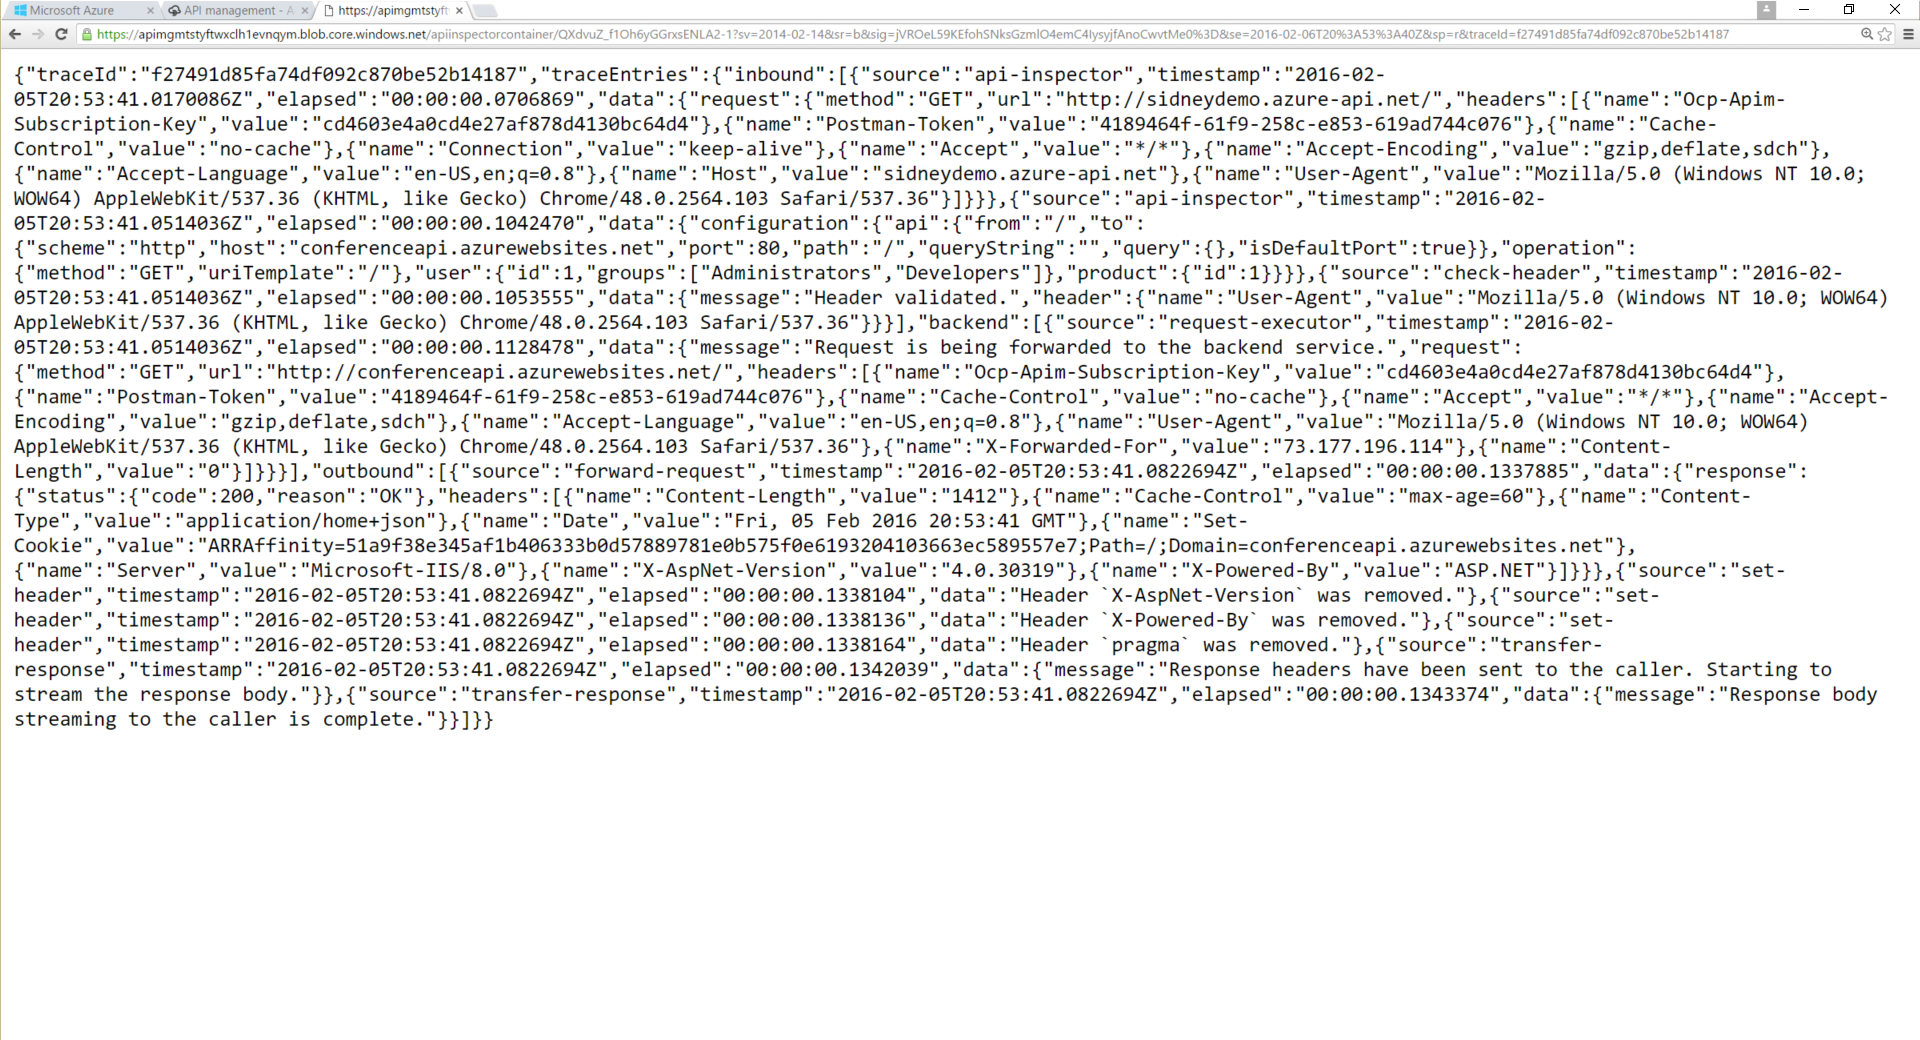 Microsoft Azure
API management - A
https://apimgmtstyft
https://apimgmtstyftwxclh1evnqym.blob.core.windows.net/apiinspectorcontainer/QXdvuZ_f1Oh6yGGrxsENLA2-1?sv=2014-02-14&sr=b&sig=jVROeL59KEfohSNksGzmlO4emC4lysyjfAnoCwvtMe0%3D&se=2016-02-06T20%3A53%3A40Z&sp=r&traceId=f27491d85fa74df092c870be52b14187
{"traceId":"f27491d85fa74df092c870be52b14187","traceEntries":{"inbound":[{"source":"api-inspector","timestamp":"2016-02-
05T20:53:41.0170086Z","elapsed":"00:00:00.0706869","data":{"request":{"method":"GET","url":"http://sidneydemo.azure-api.net/","headers":[{"name":"Ocp-Apim-
Subscription-Key","value":"cd4603e4a0cd4e27af878d4130bc64d4"},{"name":"Postman-Token","value":"4189464f-61f9-258c-e853-619ad744c076"},{"name":"Cache-
Control","value":"no-cache"},{"name":"Connection","value":"keep-alive"},{"name":"Accept","value":"*/*"},{"name":"Accept-Encoding","value":"gzip,deflate,sdch"},
{"name":"Accept-Language","value":"en-US,en;q=0.8"},{"name":"Host","value":"sidneydemo.azure-api.net"},{"name":"User-Agent","value":"Mozilla/5.0 (Windows NT 10.0;
WOW64) AppleWebKit/537.36 (KHTML, like Gecko) Chrome/48.0.2564.103 Safari/537.36"}]}}},{"source":"api-inspector","timestamp":"2016-02-
05T20:53:41.0514036Z","elapsed":"00:00:00.1042470","data":{"configuration":{"api":{"from":"/","to":
{"scheme":"http","host":"conferenceapi.azurewebsites.net","port":80,"path":"/","queryString":"","query":{},"isDefaultPort":true}},"operation":
{"method":"GET","uriTemplate":"/"},"user":{"id":1,"groups":["Administrators","Developers"]},"product":{"id":1}}}},{"source":"check-header","timestamp":"2016-02-
05T20:53:41.0514036Z","elapsed":"00:00:00.1053555","data":{"message":"Header validated.","header":{"name":"User-Agent","value":"Mozilla/5.0 (Windows NT 10.0; WOW64)
AppleWebKit/537.36 (KHTML, like Gecko) Chrome/48.0.2564.103 Safari/537.36"}}}],"backend":[{"source":"request-executor","timestamp":"2016-02-
05T20:53:41.0514036Z","elapsed":"00:00:00.1128478","data":{"message":"Request is being forwarded to the backend service.","request":
{"method":"GET","url":"http://conferenceapi.azurewebsites.net/","headers":[{"name":"Ocp-Apim-Subscription-Key","value":"cd4603e4a0cd4e27af878d4130bc64d4"},
{"name":"Postman-Token","value":"4189464f-61f9-258c-e853-619ad744c076"},{"name":"Cache-Control","value":"no-cache"},{"name":"Accept","value":"*/*"},{"name":"Accept-
Encoding","value":"gzip,deflate,sdch"},{"name":"Accept-Language","value":"en-US,en;q=0.8"},{"name":"User-Agent","value":"Mozilla/5.0 (Windows NT 10.0; WOW64)
AppleWebKit/537.36 (KHTML, like Gecko) Chrome/48.0.2564.103 Safari/537.36"},{"name":"X-Forwarded-For","value":"73.177.196.114"},{"name":"Content-
Length","value":"0"}]}}}],"outbound":[{"source":"forward-request","timestamp":"2016-02-05T20:53:41.0822694Z","elapsed":"00:00:00.1337885","data":{"response":
{"status":{"code":200,"reason":"OK"},"headers":[{"name":"Content-Length","value":"1412"},{"name":"Cache-Control","value":"max-age=60"},{"name":"Content-
Type","value":"application/home+json"},{"name":"Date","value":"Fri, 05 Feb 2016 20:53:41 GMT"},{"name":"Set-
Cookie","value":"ARRAffinity=51a9f38e345af1b406333b0d57889781e0b575f0e6193204103663ec589557e7;Path=/;Domain=conferenceapi.azurewebsites.net"},
{"name":"Server","value":"Microsoft-IIS/8.0"},{"name":"X-AspNet-Version","value":"4.0.30319"},{"name":"X-Powered-By","value":"ASP.NET"}]}}},{"source":"set-
header","timestamp":"2016-02-05T20:53:41.0822694Z","elapsed":"00:00:00.1338104","data":"Header `X-AspNet-Version` was removed."},{"source":"set-
header","timestamp":"2016-02-05T20:53:41.0822694Z","elapsed":"00:00:00.1338136","data":"Header `X-Powered-By` was removed."},{"source":"set-
header","timestamp":"2016-02-05T20:53:41.0822694Z","elapsed":"00:00:00.1338164","data":"Header `pragma` was removed."},{"source":"transfer-
response","timestamp":"2016-02-05T20:53:41.0822694Z","elapsed":"00:00:00.1342039","data":{"message":"Response headers have been sent to the caller. Starting to
stream the response body."}},{"source":"transfer-response","timestamp":"2016-02-05T20:53:41.0822694Z","elapsed":"00:00:00.1343374","data":{"message":"Response body
streaming to the caller is complete."}}]}}